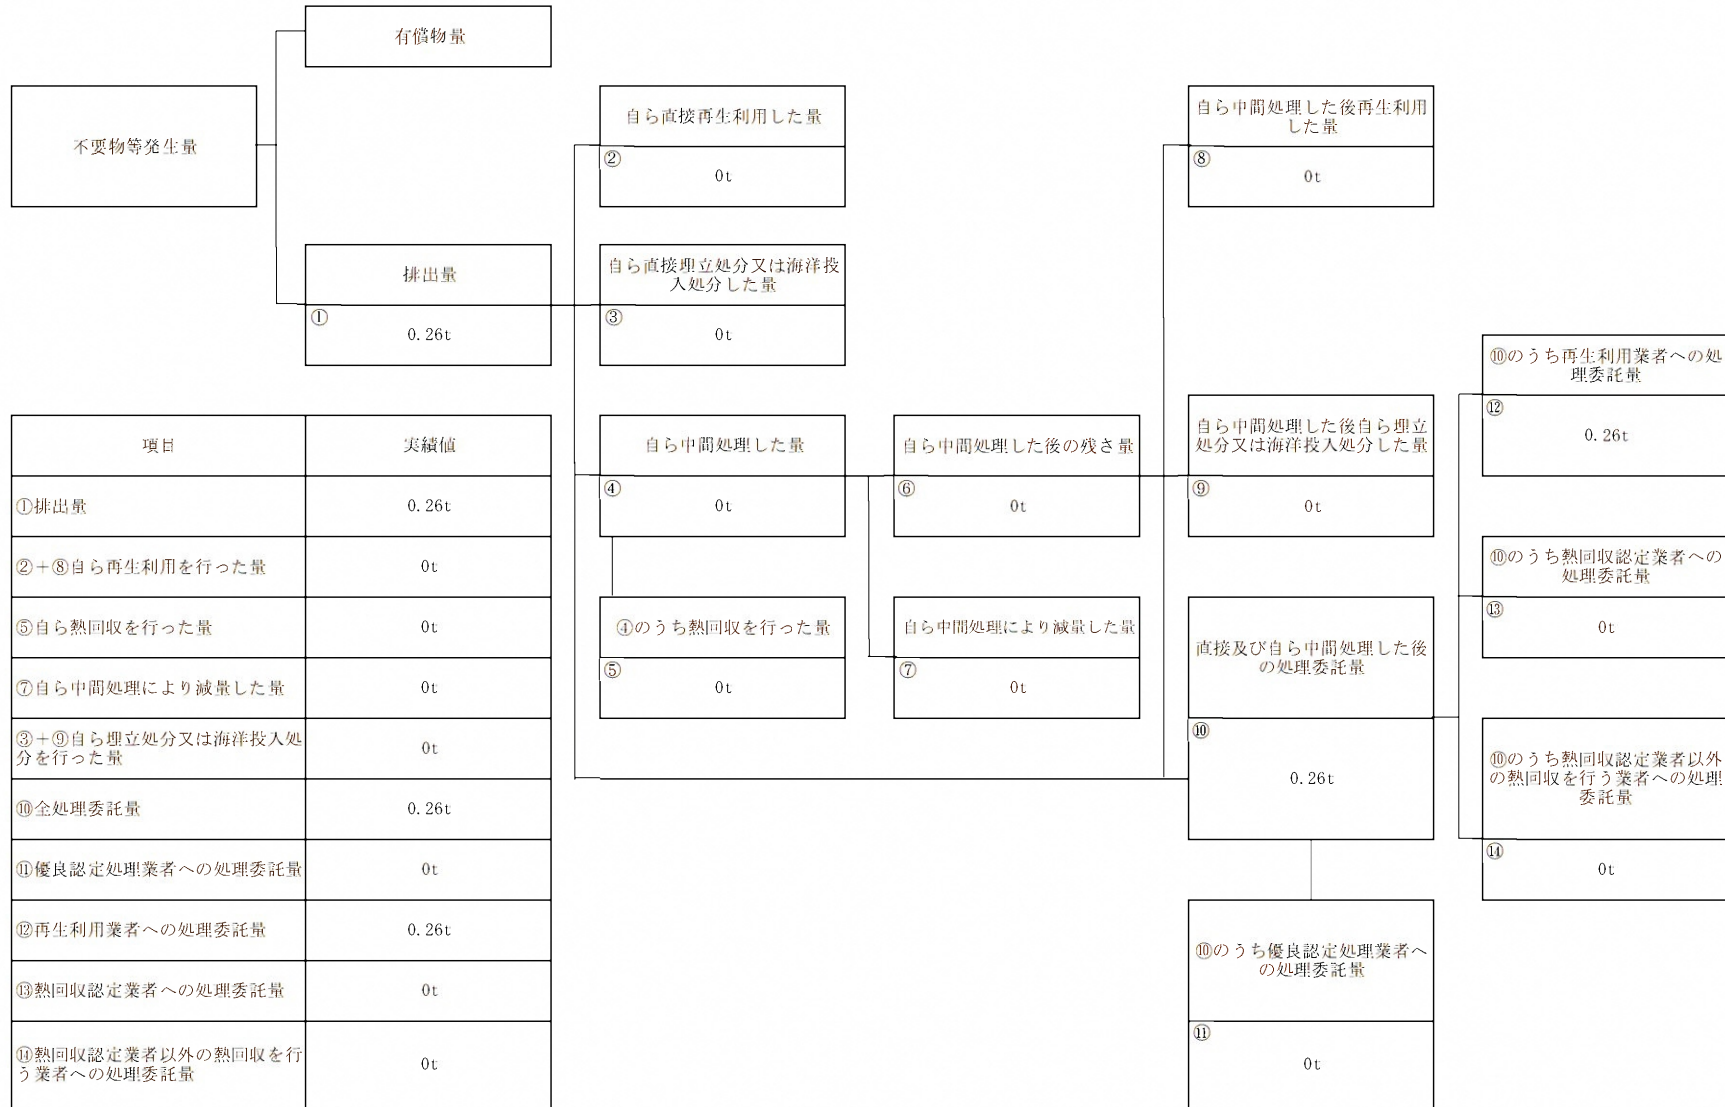 有償物量
不要物等発生量
自ら直接再生利用した量
②
0t
自ら中間処理した後再生利用
した量
⑧
0t
排出量
①
0.26t
自ら直接埋立処分又は海洋投
入処分した量
③
0t
⑩のうち再生利用業者への処
理委託量
⑫
0.26t
自ら中間処理した量
④
0t
自ら中間処理した後の残さ量
⑥
0t
自ら中間処理した後自ら埋立
処分又は海洋投入処分した量
⑨
0t
⑩のうち熱回収認定業者への
処理委託量
⑬
0t
④のうち熱回収を行った量
⑤
0t
自ら中間処理により減量した量
⑦
0t
直接及び自ら中間処理した後
の処理委託量
⑩
0.26t
⑩のうち熱回収認定業者以外
の熱回収を行う業者への処理
委託量
⑭
0t
⑩のうち優良認定処理業者へ
の処理委託量
⑪
0t
項目 実績値
①排出量 0.26t
②+⑧自ら再生利用を行った量 0t
⑤自ら熱回収を行った量 0t
⑦自ら中間処理により減量した量 0t
③+⑨自ら埋立処分又は海洋投入処
分を行った量 0t
⑩全処理委託量 0.26t
⑪優良認定処理業者への処理委託量 0t
⑫再生利用業者への処理委託量 0.26t
⑬熱回収認定業者への処理委託量 0t
⑭熱回収認定業者以外の熱回収を行
う業者への処理委託量 0t